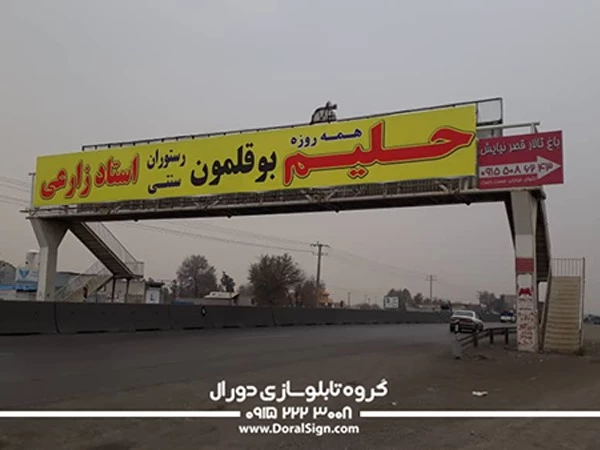 همه روزه
حلیم بوقلمون
رستوران
سنتی
استاد زارعی
باغ تالار قصر نیایش
۰۹۱۵ ۵۰۸ ۶۶ ۴۳
گروه تابلوسازی دورال
۰۹۱۵ ۲۲۲ ۳۰۰۸
www.DoralSign.com